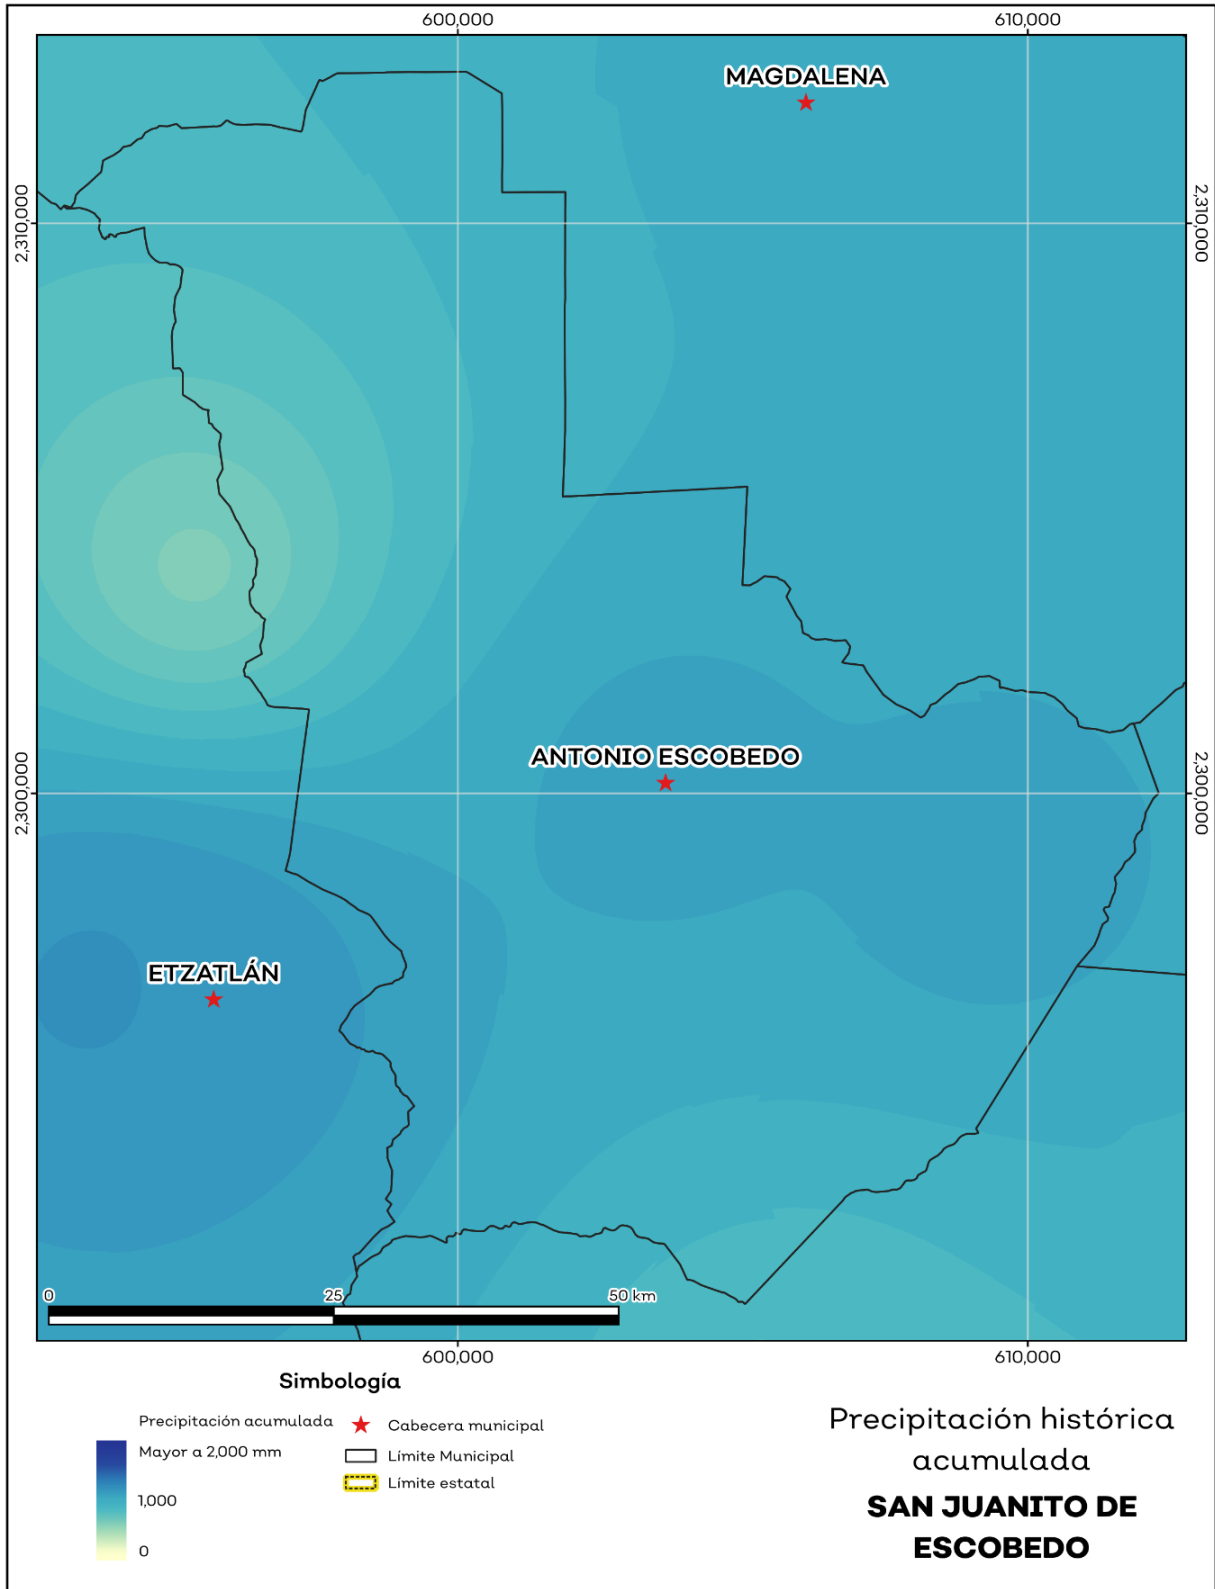 600,000
610,000
MAGDALENA
2,310,000
2,310,000
ANTONIO ESCOBEDO
2,300,000
2,300,000
ETZATLÁN
0
25
50 km
600,000
610,000
Simbología
Precipitación acumulada
Mayor a 2,000 mm
1,000
0
Cabecera municipal
Límite Municipal
Límite estatal
Precipitación histórica
acumulada
SAN JUANITO DE
ESCOBEDO